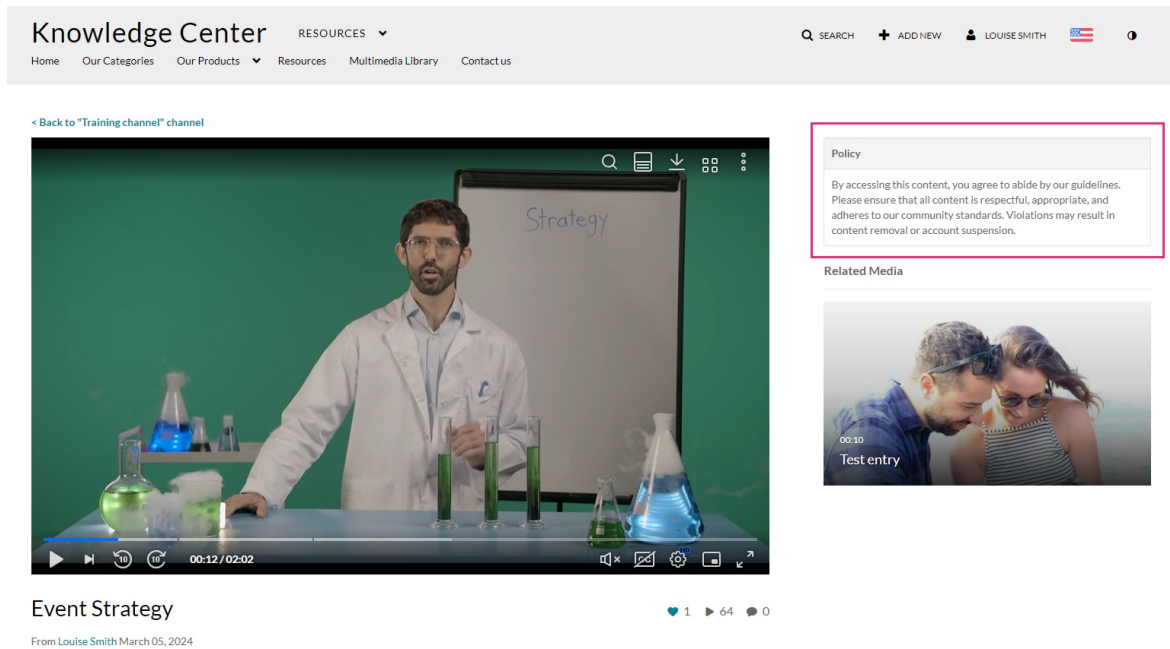 Knowledge Center RESOURCES
SEARCH ADD NEW LOUISE SMITH
Home Our Categories Our Products Resources Multimedia Library Contact us
< Back to "Training channel" channel
Strategy
10 10 00:12 / 02:02 CC HD
Event Strategy
1 64 0
From Louise Smith March 05, 2024
Policy
By accessing this content, you agree to abide by our guidelines.
Please ensure that all content is respectful, appropriate, and
adheres to our community standards. Violations may result in
content removal or account suspension.
Related Media
00:10
Test entry